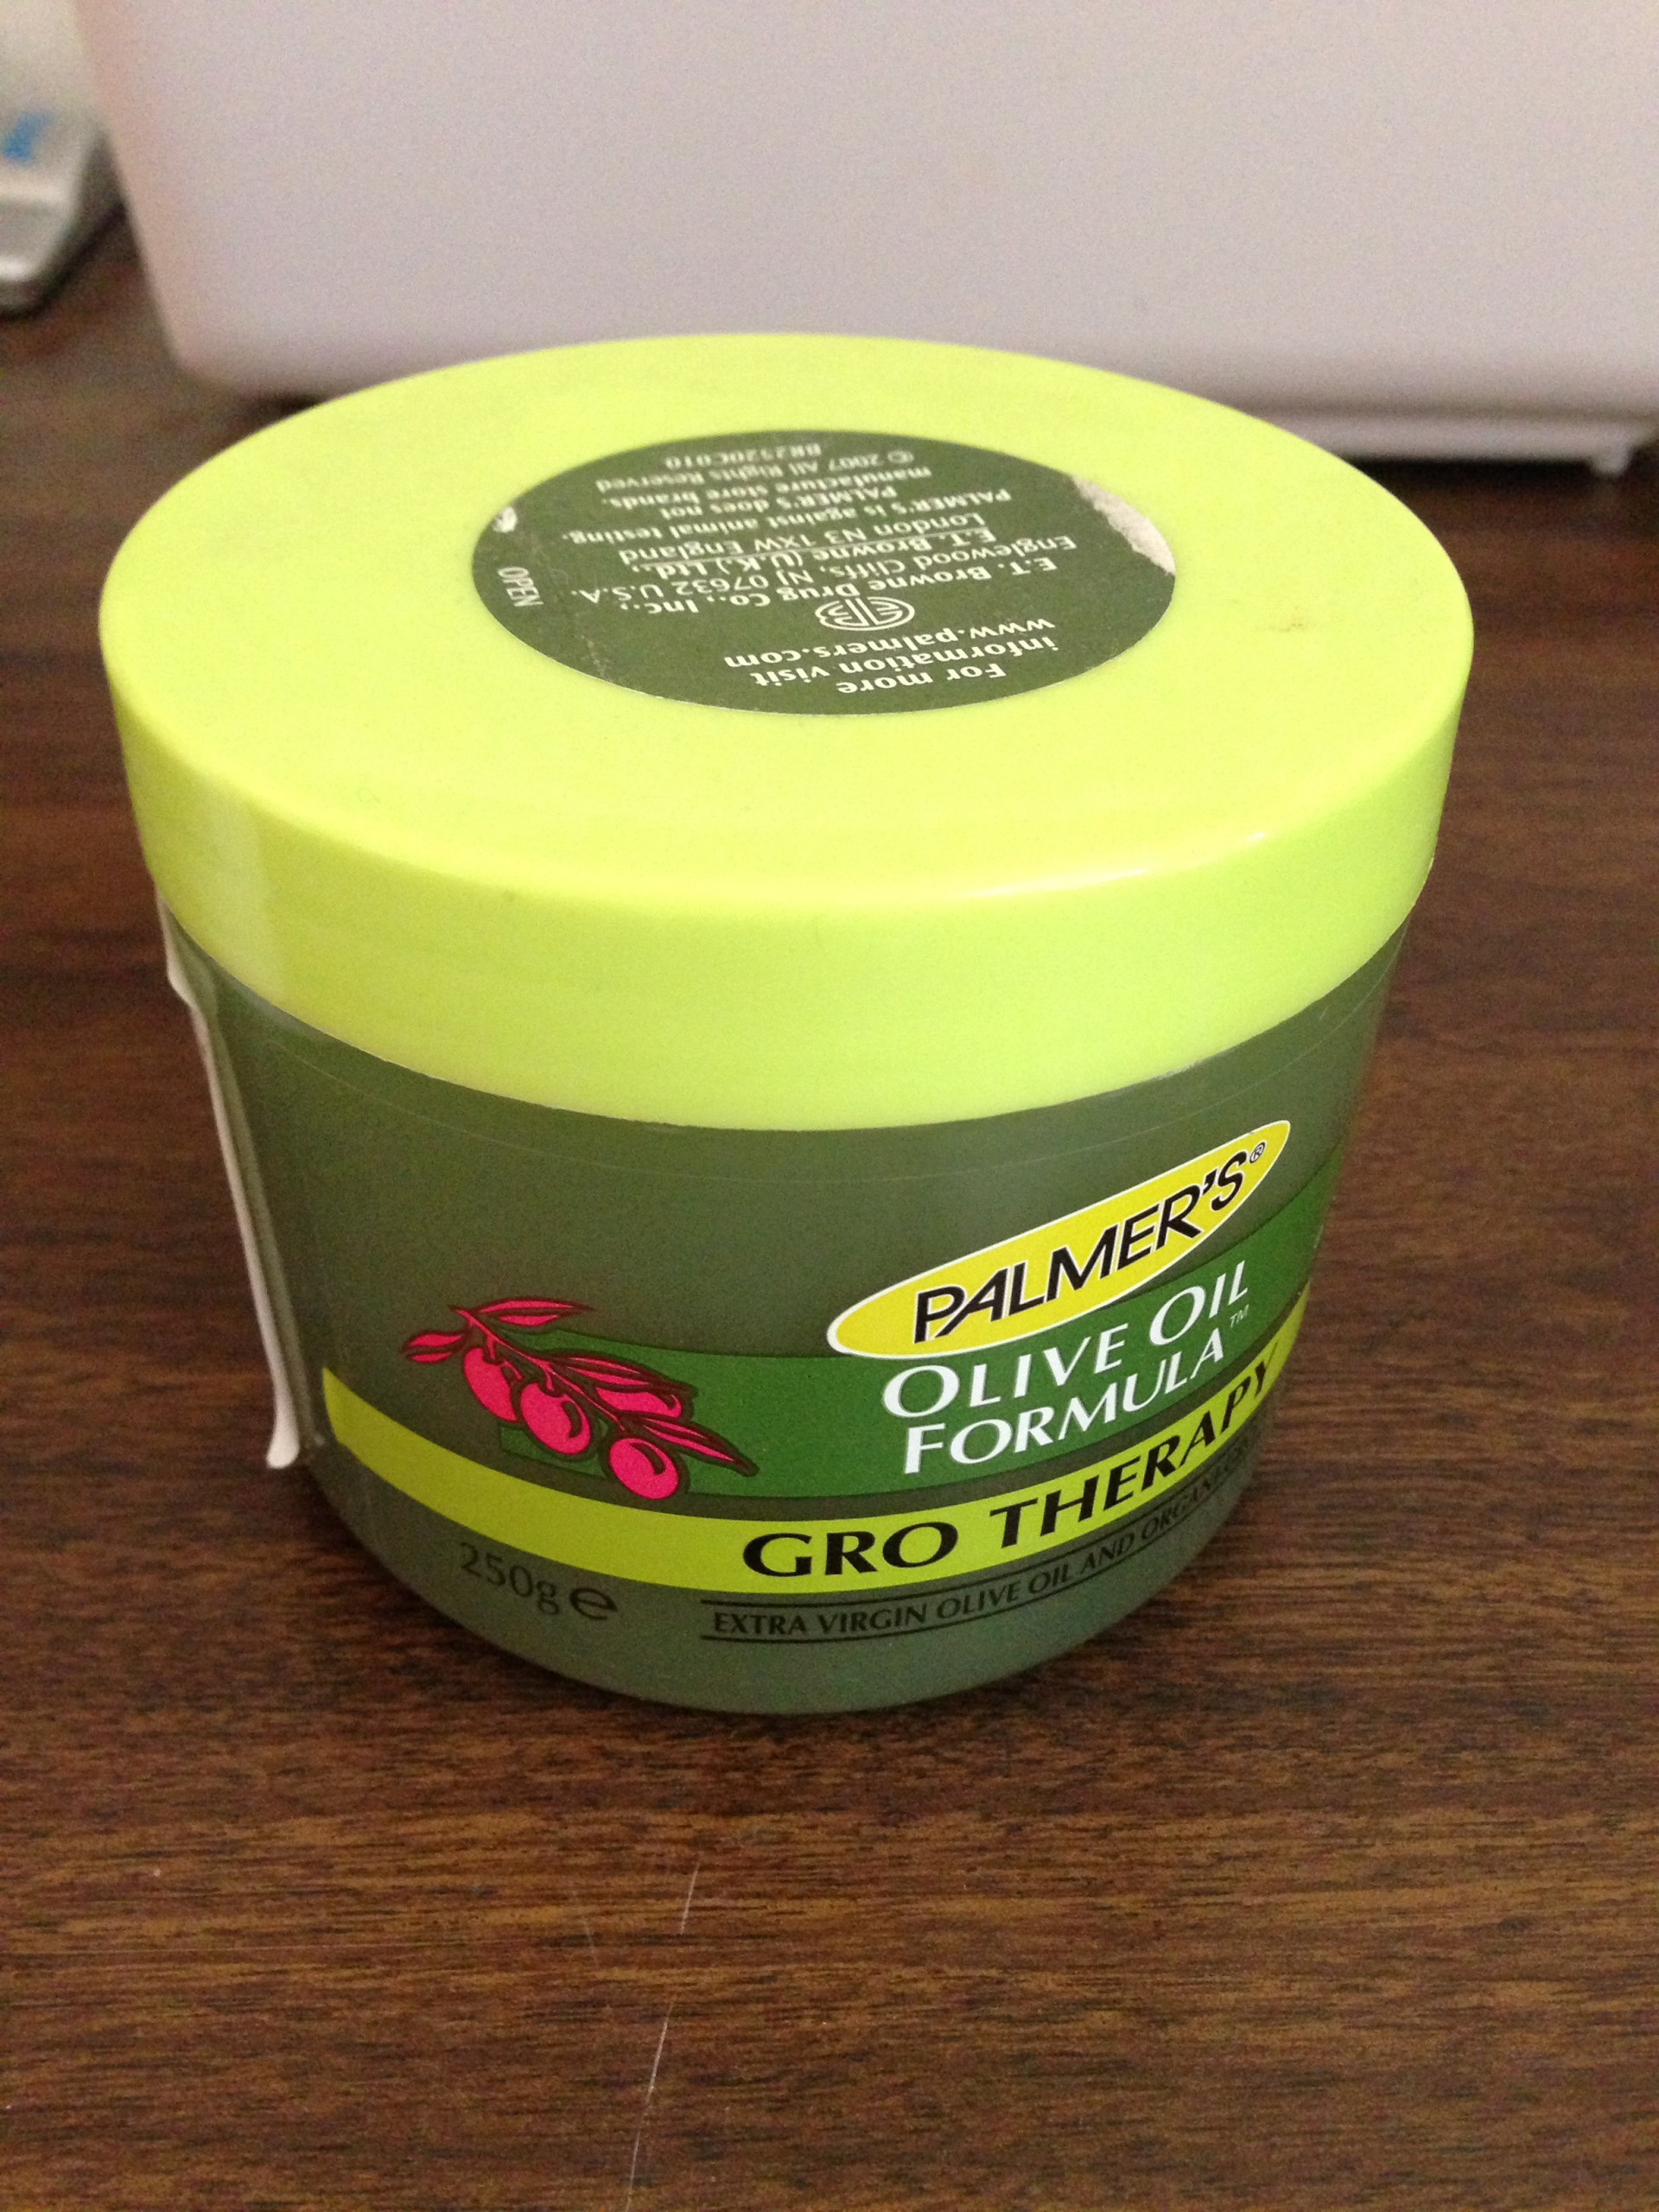 For more
information visit
www.palmers.com
E.T. Browne Drug Co., Inc.,
Englewood Cliffs, NJ 07632 U.S.A.
E.T. Browne (U.K.) Ltd.,
London N3 1XW England
PALMER'S is against animal testing.
PALMER'S does not
manufacture store brands.
© 2007 All Rights Reserved
OPEN
PALMER'S®
OLIVE OIL
FORMULA™
GRO THERAPY
EXTRA VIRGIN OLIVE OIL AND
250g e